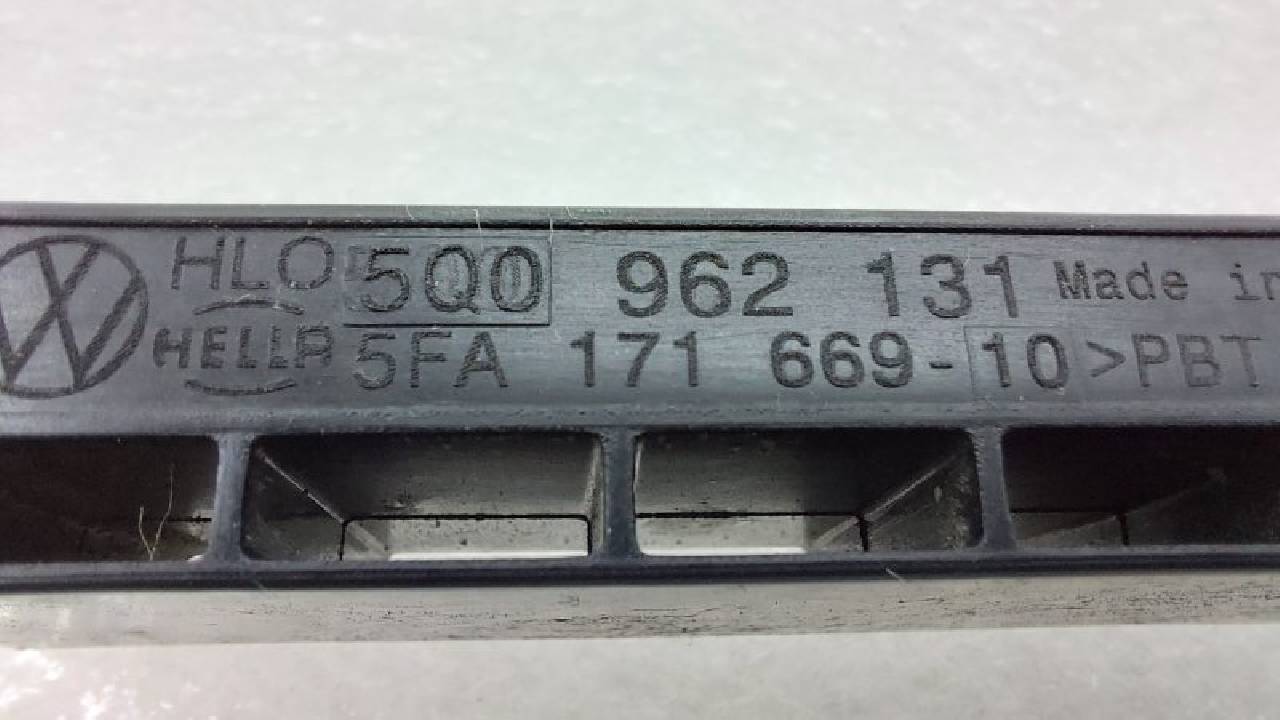 HLO 5Q0 962 131 Made in
HELLA 5FA 171 669-10 >PBT